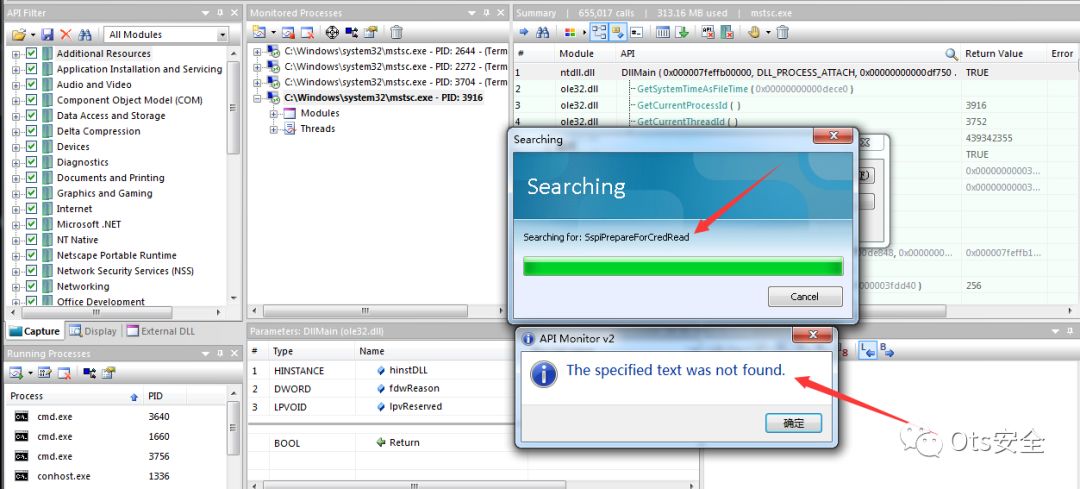 API Filter
All Modules
Additional Resources
Application Installation and Servicing
Audio and Video
Component Object Model (COM)
Data Access and Storage
Delta Compression
Devices
Diagnostics
Documents and Printing
Graphics and Gaming
Internet
Microsoft .NET
NT Native
Netscape Portable Runtime
Network Security Services (NSS)
Networking
Office Development
Capture
Display
External DLL
Running Processes
Process PID
cmd.exe 3640
cmd.exe 1660
cmd.exe 3756
conhost.exe 1336
Monitored Processes
C:\Windows\system32\mstsc.exe - PID: 2644 - (Term
C:\Windows\system32\mstsc.exe - PID: 2272 - (Term
C:\Windows\system32\mstsc.exe - PID: 3704 - (Term
C:\Windows\system32\mstsc.exe - PID: 3916
Modules
Threads
Parameters: DllMain (ole32.dll)
# Type Name
1 HINSTANCE hinstDLL
2 DWORD fdwReason
3 LPVOID lpvReserved
BOOL Return
Summary | 655,017 calls | 313.16 MB used | mstsc.exe
# Module API Return Value Error
1 ntdll.dll DllMain ( 0x000007feffb00000, DLL_PROCESS_ATTACH, 0x00000000000df750 . TRUE
2 ole32.dll GetSystemTimeAsFileTime ( 0x00000000000dece0 )
3 ole32.dll GetCurrentProcessId ( ) 3916
4 ole32.dll GetCurrentThreadId ( ) 3752
439342355
TRUE
0x00000000003...
0x00000000003...
de848, 0x0000000... 0x000007feffb1...
000003fdd40 ) 256
Searching
Searching
Searching for: SspiPrepareForCredRead
Cancel
API Monitor v2
The specified text was not found.
确定
Ots安全